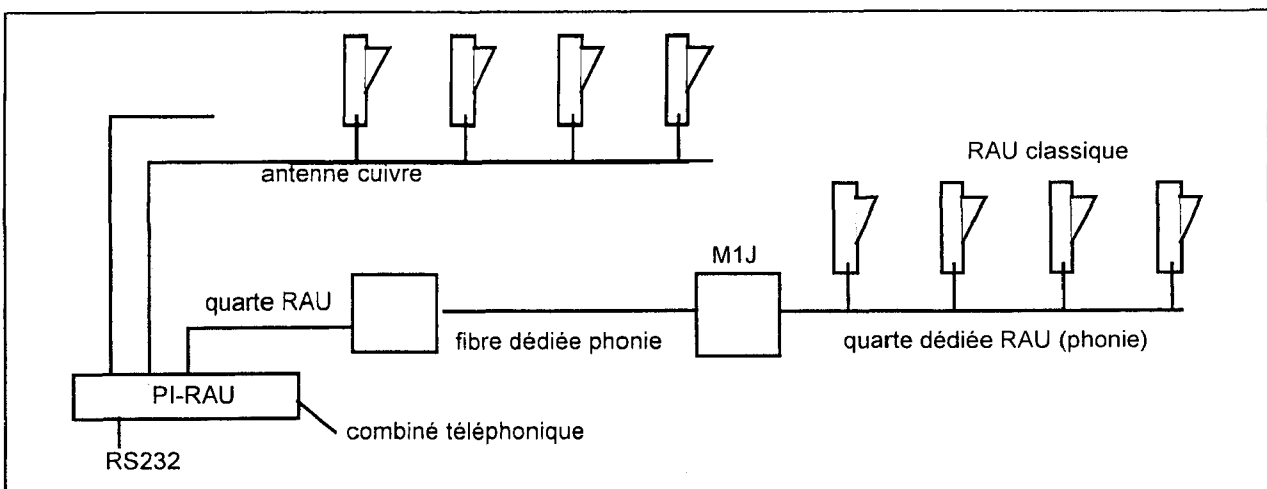 antenne cuivre
RAU classique
M1J
quarte RAU
fibre dédiée phonie
quarte dédiée RAU (phonie)
PI-RAU
combiné téléphonique
RS232